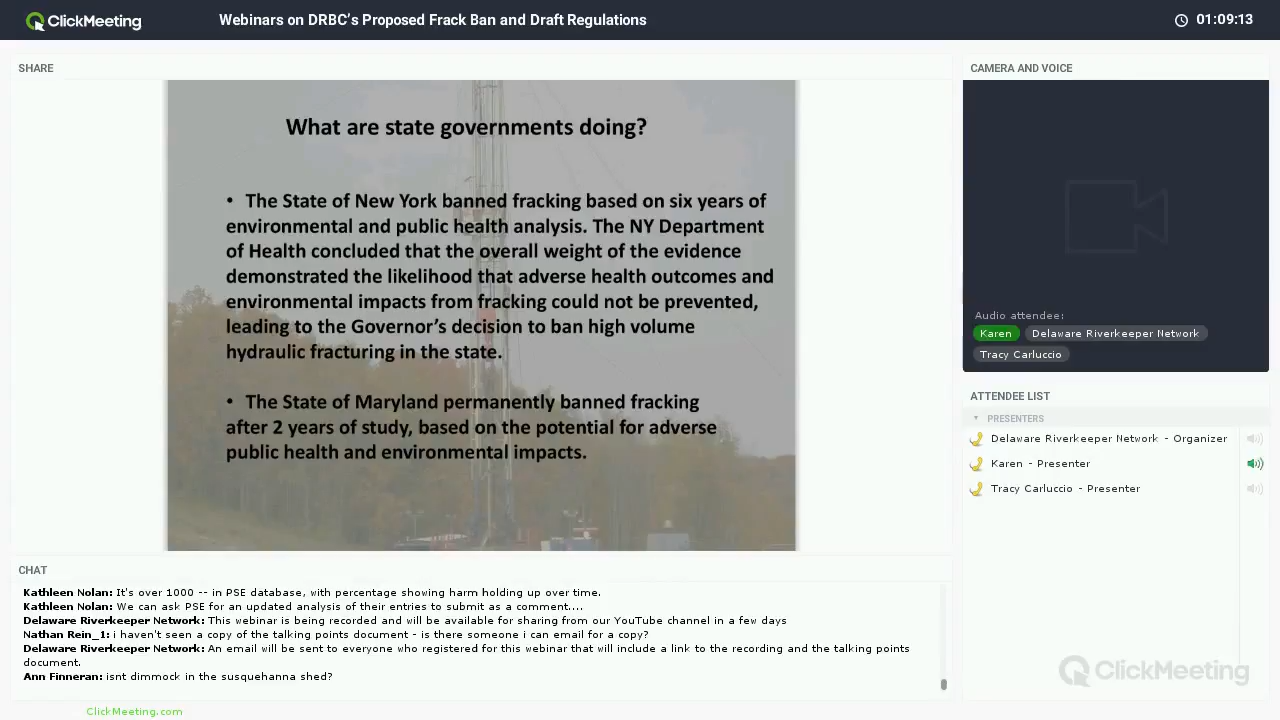 ClickMeeting
Webinars on DRBC's Proposed Frack Ban and Draft Regulations
01:09:13
SHARE
What are state governments doing?
• The State of New York banned fracking based on six years of
environmental and public health analysis. The NY Department
of Health concluded that the overall weight of the evidence
demonstrated the likelihood that adverse health outcomes and
environmental impacts from fracking could not be prevented,
leading to the Governor's decision to ban high volume
hydraulic fracturing in the state.
• The State of Maryland permanently banned fracking
after 2 years of study, based on the potential for adverse
public health and environmental impacts.
CAMERA AND VOICE
Audio attendee:
Karen Delaware Riverkeeper Network
Tracy Carluccio
ATTENDEE LIST
PRESENTERS
Delaware Riverkeeper Network - Organizer
Karen - Presenter
Tracy Carluccio - Presenter
CHAT
Kathleen Nolan: It's over 1000 -- in PSE database, with percentage showing harm holding up over time.
Kathleen Nolan: We can ask PSE for an updated analysis of their entries to submit as a comment....
Delaware Riverkeeper Network: This webinar is being recorded and will be available for sharing from our YouTube channel in a few days
Nathan Rein_1: i haven't seen a copy of the talking points document - is there someone i can email for a copy?
Delaware Riverkeeper Network: An email will be sent to everyone who registered for this webinar that will include a link to the recording and the talking points
document.
Ann Finneran: isnt dimmock in the susquehanna shed?
ClickMeeting
ClickMeeting.com